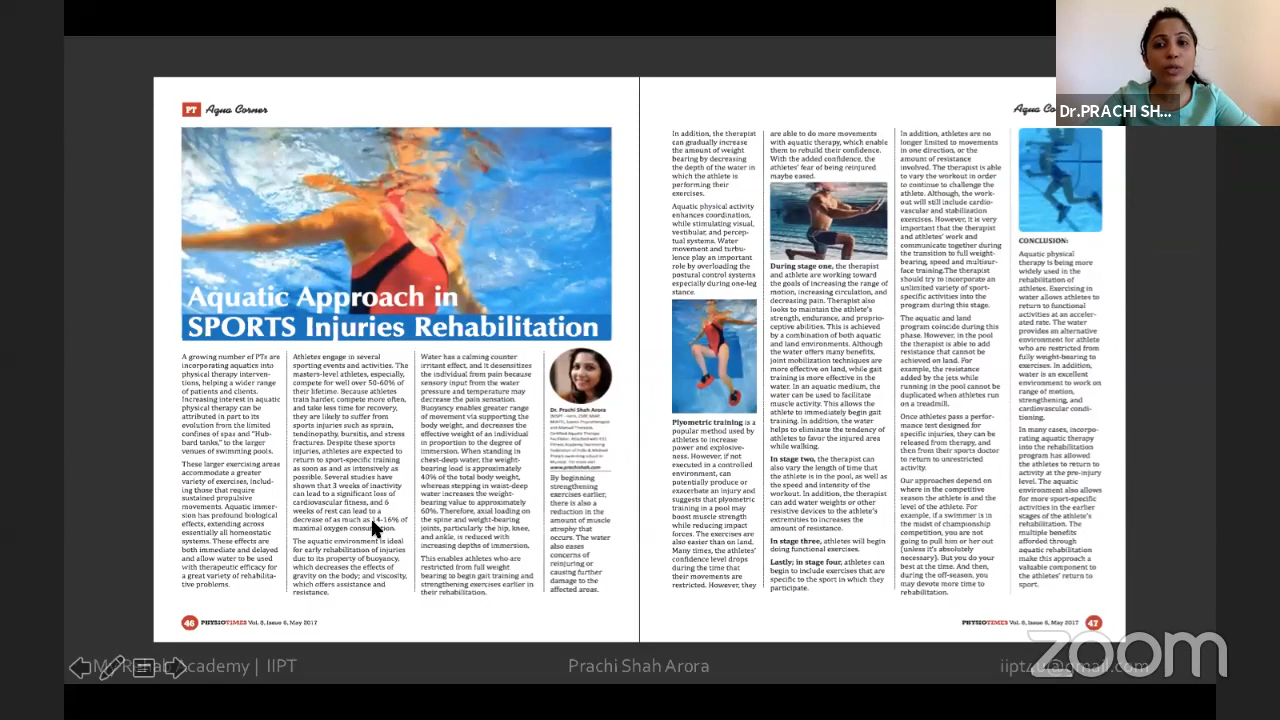 Dr.PRACHI SH...
PT Aqua Corner
Aquatic Approach in
SPORTS Injuries Rehabilitation
A growing number of PTs are
incorporating aquatics into
physical therapy interven-
tions, helping a wider range
of patients and clients.
Increasing interest in aquatic
physical therapy can be
attributed in part to its
evolution from the limited
confines of spas and "Hub-
bard tanks," to the larger
venues of swimming pools.
These larger exercising areas
accommodate a greater
variety of exercises, includ-
ing those that require
sustained propulsive
movements. Aquatic immer-
sion has profound biological
effects, extending across
essentially all homeostatic
systems. These effects are
both immediate and delayed
and allow water to be used
with therapeutic efficacy for
a great variety of rehabilita-
tive problems.
Athletes engage in several
sporting events and activities. The
masters-level athletes, especially,
compete for well over 50-60% of
their lifetime. Because athletes
train harder, compete more often,
and take less time for recovery,
they are likely to suffer from
sports injuries such as sprain,
tendinopathy, bursitis, and stress
fractures. Despite these sports
injuries, athletes are expected to
return to sport-specific training
as soon as and as intensively as
possible. Several studies have
shown that 3 weeks of inactivity
can lead to a significant loss of
cardiovascular fitness, and 6
weeks of rest can lead to a
decrease of as much as 14-16% of
maximal oxygen
The aquatic environment is ideal
for early rehabilitation of injuries
due to its property of buoyancy,
which decreases the effects of
gravity on the body; and viscosity,
which offers assistance and
resistance.
Water has a calming counter
irritant effect, and it desensitizes
the individual from pain because
sensory input from the water
pressure and temperature may
decrease the pain sensation.
Buoyancy enables greater range
of movement via supporting the
body weight, and decreases the
effective weight of an individual
in proportion to the degree of
immersion. When standing in
chest-deep water, the weight-
bearing load is approximately
40% of the total body weight,
whereas stepping in waist-deep
water increases the weight-
bearing value to approximately
60%. Therefore, axial loading on
the spine and weight-bearing
joints, particularly the hip, knee,
and ankle, is reduced with
increasing depths of immersion.
This enables athletes who are
restricted from full weight
bearing to begin gait training and
strengthening exercises earlier in
their rehabilitation.
Dr. Prachi Shah Arora
www.prachishah.com
By beginning
strengthening
exercises earlier,
there is also a
reduction in the
amount of muscle
atrophy that
occurs. The water
also eases
concerns of
reinjuring or
causing further
damage to the
affected areas.
46 PHYSIOTIMES Vol. 8, Issue 6, May 2017
Aqua Co
In addition, the therapist
can gradually increase
the amount of weight
bearing by decreasing
the depth of the water in
which the athlete is
performing their
exercises.
Aquatic physical activity
enhances coordination,
while stimulating visual,
vestibular, and percep-
tual systems. Water
movement and turbu-
lence play an important
role by overloading the
postural control systems
especially during one-leg
stance.
Plyometric training is a
popular method used by
athletes to increase
power and explosive-
ness. However, if not
executed in a controlled
environment, can
potentially produce or
exacerbate an injury and
suggests that plyometric
training in a pool may
boost muscle strength
while reducing impact
forces. The exercises are
also easier than on land.
Many times, the athletes'
confidence level drops
during the time that
their movements are
restricted. However, they
are able to do more movements
with aquatic therapy, which enable
them to rebuild their confidence.
With the added confidence, the
athletes' fear of being reinjured
maybe eased.
During stage one, the therapist
and athlete are working toward
the goals of increasing the range of
motion, increasing circulation, and
decreasing pain. Therapist also
looks to maintain the athlete's
strength, endurance, and proprio-
ceptive abilities. This is achieved
by a combination of both aquatic
and land environments. Although
the water offers many benefits,
joint mobilization techniques are
more effective on land, while gait
training is more effective in the
water. In an aquatic medium, the
water can be used to facilitate
muscle activity. This allows the
athlete to immediately begin gait
training. In addition, the water
helps to eliminate the tendency of
athletes to favor the injured area
while walking.
In stage two, the therapist can
also vary the length of time that
the athlete is in the pool, as well as
the speed and intensity of the
workout. In addition, the therapist
can add water weights or other
resistive devices to the athlete's
extremities to increase the
amount of resistance.
In stage three, athletes will begin
doing functional exercises.
Lastly; in stage four, athletes can
begin to include exercises that are
specific to the sport in which they
participate.
In addition, athletes are no
longer limited to movements
in one direction, or the
amount of resistance
involved. The therapist is able
to vary the workout in order
to continue to challenge the
athlete. Although, the work-
out will still include cardio-
vascular and stabilization
exercises. However, it is very
important that the therapist
and athletes' work and
communicate together during
the transition to full weight-
bearing, speed and multisur-
face training.The therapist
should try to incorporate an
unlimited variety of sport-
specific activities into the
program during this stage.
The aquatic and land
program coincide during this
phase. However, in the pool
the therapist is able to add
resistance that cannot be
achieved on land. For
example, the resistance
added by the jets while
running in the pool cannot be
duplicated when athletes run
on a treadmill.
Once athletes pass a perfor-
mance test designed for
specific injuries, they can be
released from therapy, and
then from their sports doctor
to return to unrestricted
activity.
Our approaches depend on
where in the competitive
season the athlete is and the
level of the athlete. For
example, if a swimmer is in
the midst of championship
competition, you are not
going to pull him or her out
(unless it's absolutely
necessary). But you do your
best at the time. And then,
during the off-season, you
may devote more time to
rehabilitation.
CONCLUSION:
Aquatic physical
therapy is being more
widely used in the
rehabilitation of
athletes. Exercising in
water allows athletes to
return to functional
activities at an acceler-
ated rate. The water
provides an alternative
environment for athlete
who are restricted from
fully weight-bearing to
exercises. In addition,
water is an excellent
environment to work on
range of motion,
strengthening, and
cardiovascular condi-
tioning.
In many cases, incorpo-
rating aquatic therapy
into the rehabilitation
program has allowed
the athletes to return to
activity at the pre-injury
level. The aquatic
environment also allows
for more sport-specific
activities in the earlier
stages of the athlete's
rehabilitation. The
multiple benefits
afforded through
aquatic rehabilitation
make this approach a
valuable component to
the athletes' return to
sport.
PHYSIOTIMES Vol. 8, Issue 6, May 2017 47
Academy | IIPT
Prachi Shah Arora
iipt4u@gmail.com
zoom